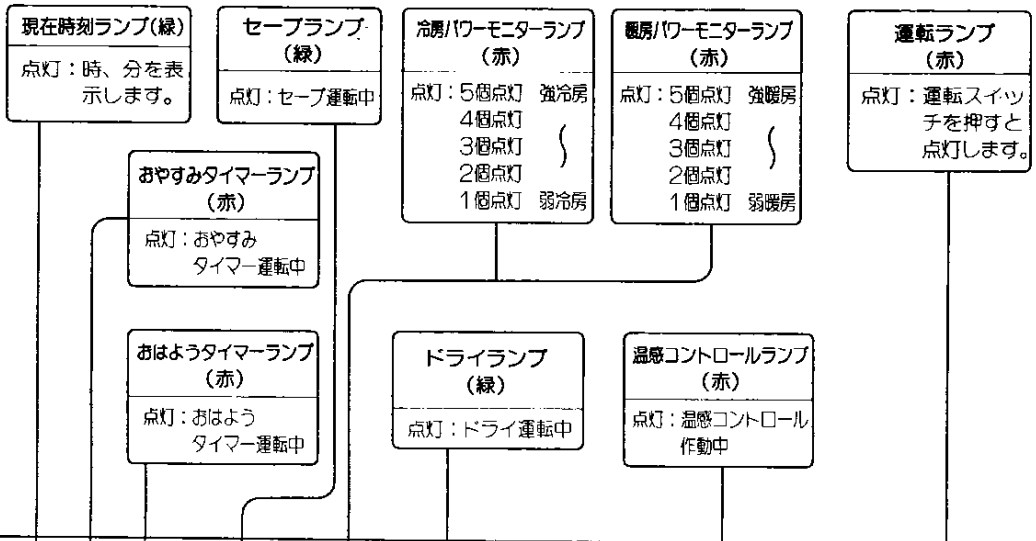 現在時刻ランプ(緑)
点灯：時、分を表
示します。
セーブランプ
(緑)
点灯：セーブ運転中
冷房パワーモニターランプ
(赤)
点灯：5個点灯 強冷房
4個点灯
3個点灯
2個点灯
1個点灯 弱冷房
暖房パワーモニターランプ
(赤)
点灯：5個点灯 強暖房
4個点灯
3個点灯
2個点灯
1個点灯 弱暖房
運転ランプ
(赤)
点灯：運転スイッ
チを押すと
点灯します。
おやすみタイマーランプ
(赤)
点灯：おやすみ
タイマー運転中
おはようタイマーランプ
(赤)
点灯：おはよう
タイマー運転中
ドライランプ
(緑)
点灯：ドライ運転中
温感コントロールランプ
(赤)
点灯：温感コントロール
作動中